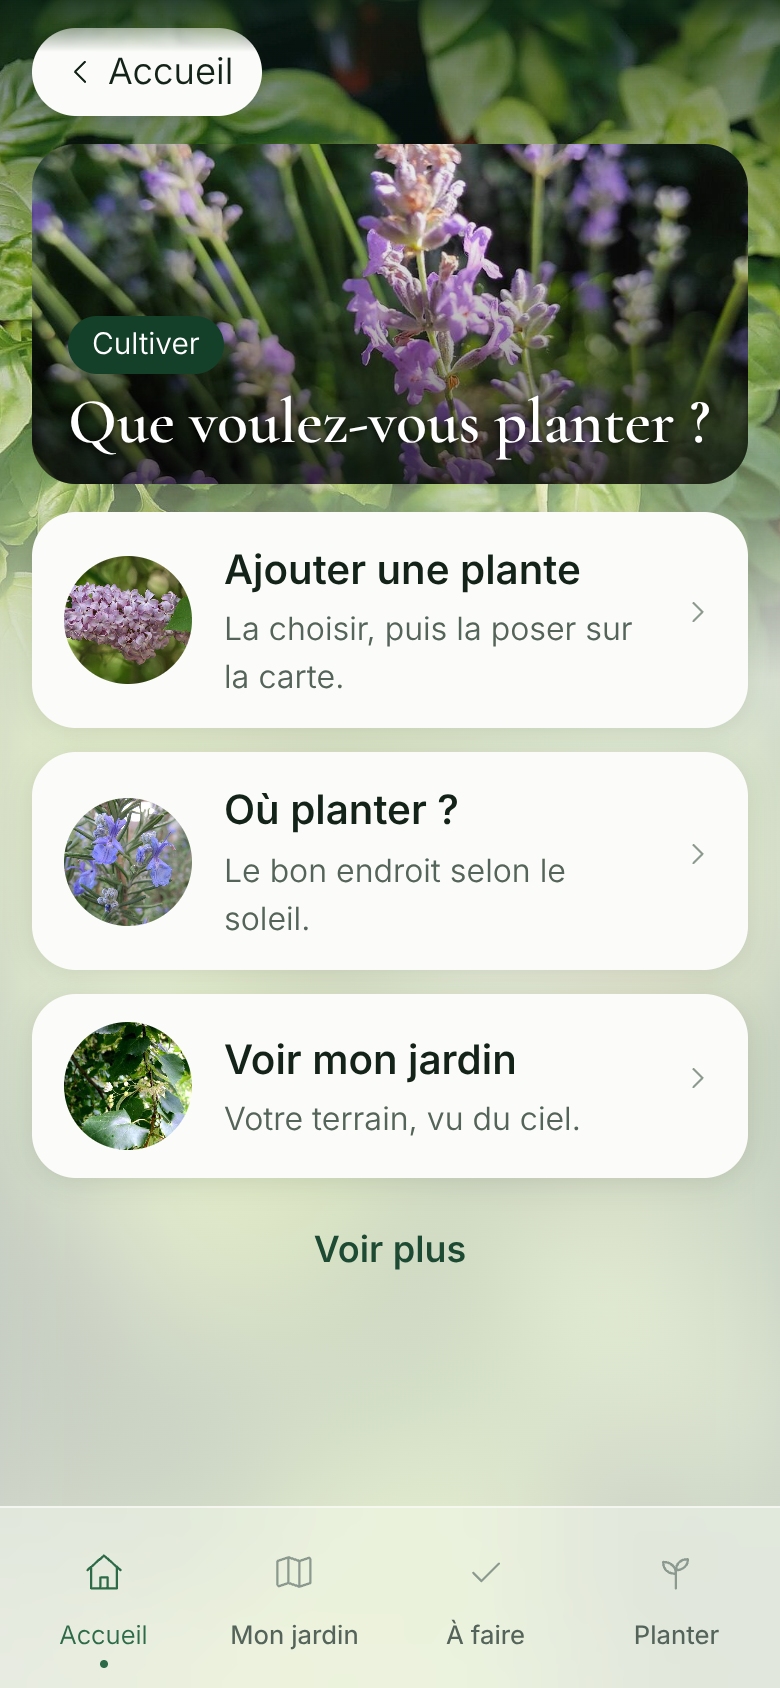 Accueil
Cultiver
Que voulez-vous planter ?
Ajouter une plante
La choisir, puis la poser sur
la carte.
Où planter ?
Le bon endroit selon le
soleil.
Voir mon jardin
Votre terrain, vu du ciel.
Voir plus
Accueil
Mon jardin
À faire
Planter